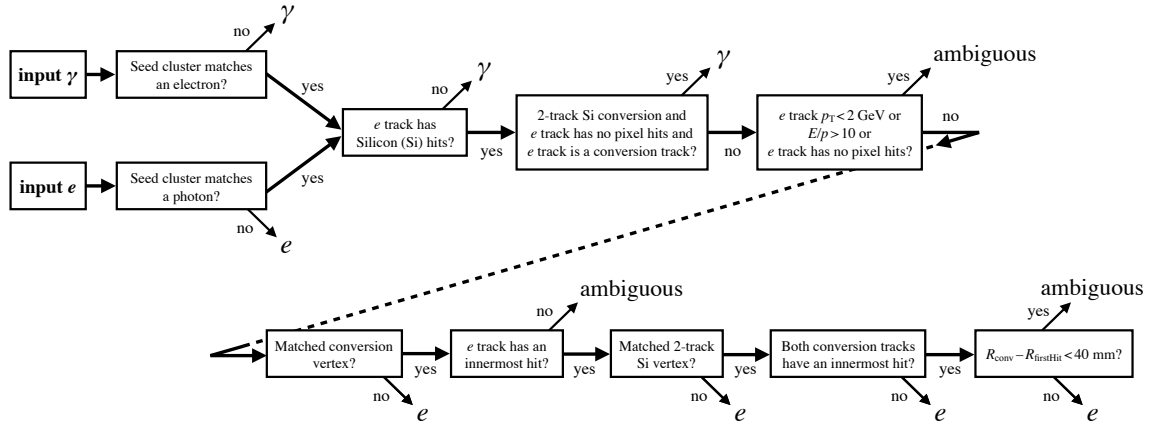 γ
no
input γ
Seed cluster matches
an electron?
yes
γ
no
e track has
Silicon (Si) hits?
yes
γ
yes
2-track Si conversion and
e track has no pixel hits and
e track is a conversion track?
no
ambiguous
yes
e track pT < 2 GeV or
E/p > 10 or
e track has no pixel hits?
no
input e
Seed cluster matches
a photon?
yes
no
e
Matched conversion
vertex?
yes
no
e
ambiguous
no
e track has an
innermost hit?
yes
Matched 2-track
Si vertex?
yes
no
e
Both conversion tracks
have an innermost hit?
yes
no
e
ambiguous
yes
Rconv − RfirstHit < 40 mm?
no
e